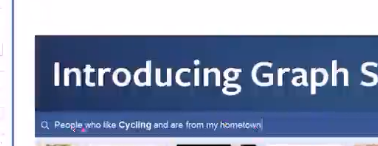 Introducing Graph S
People who like Cycling and are from my hometown